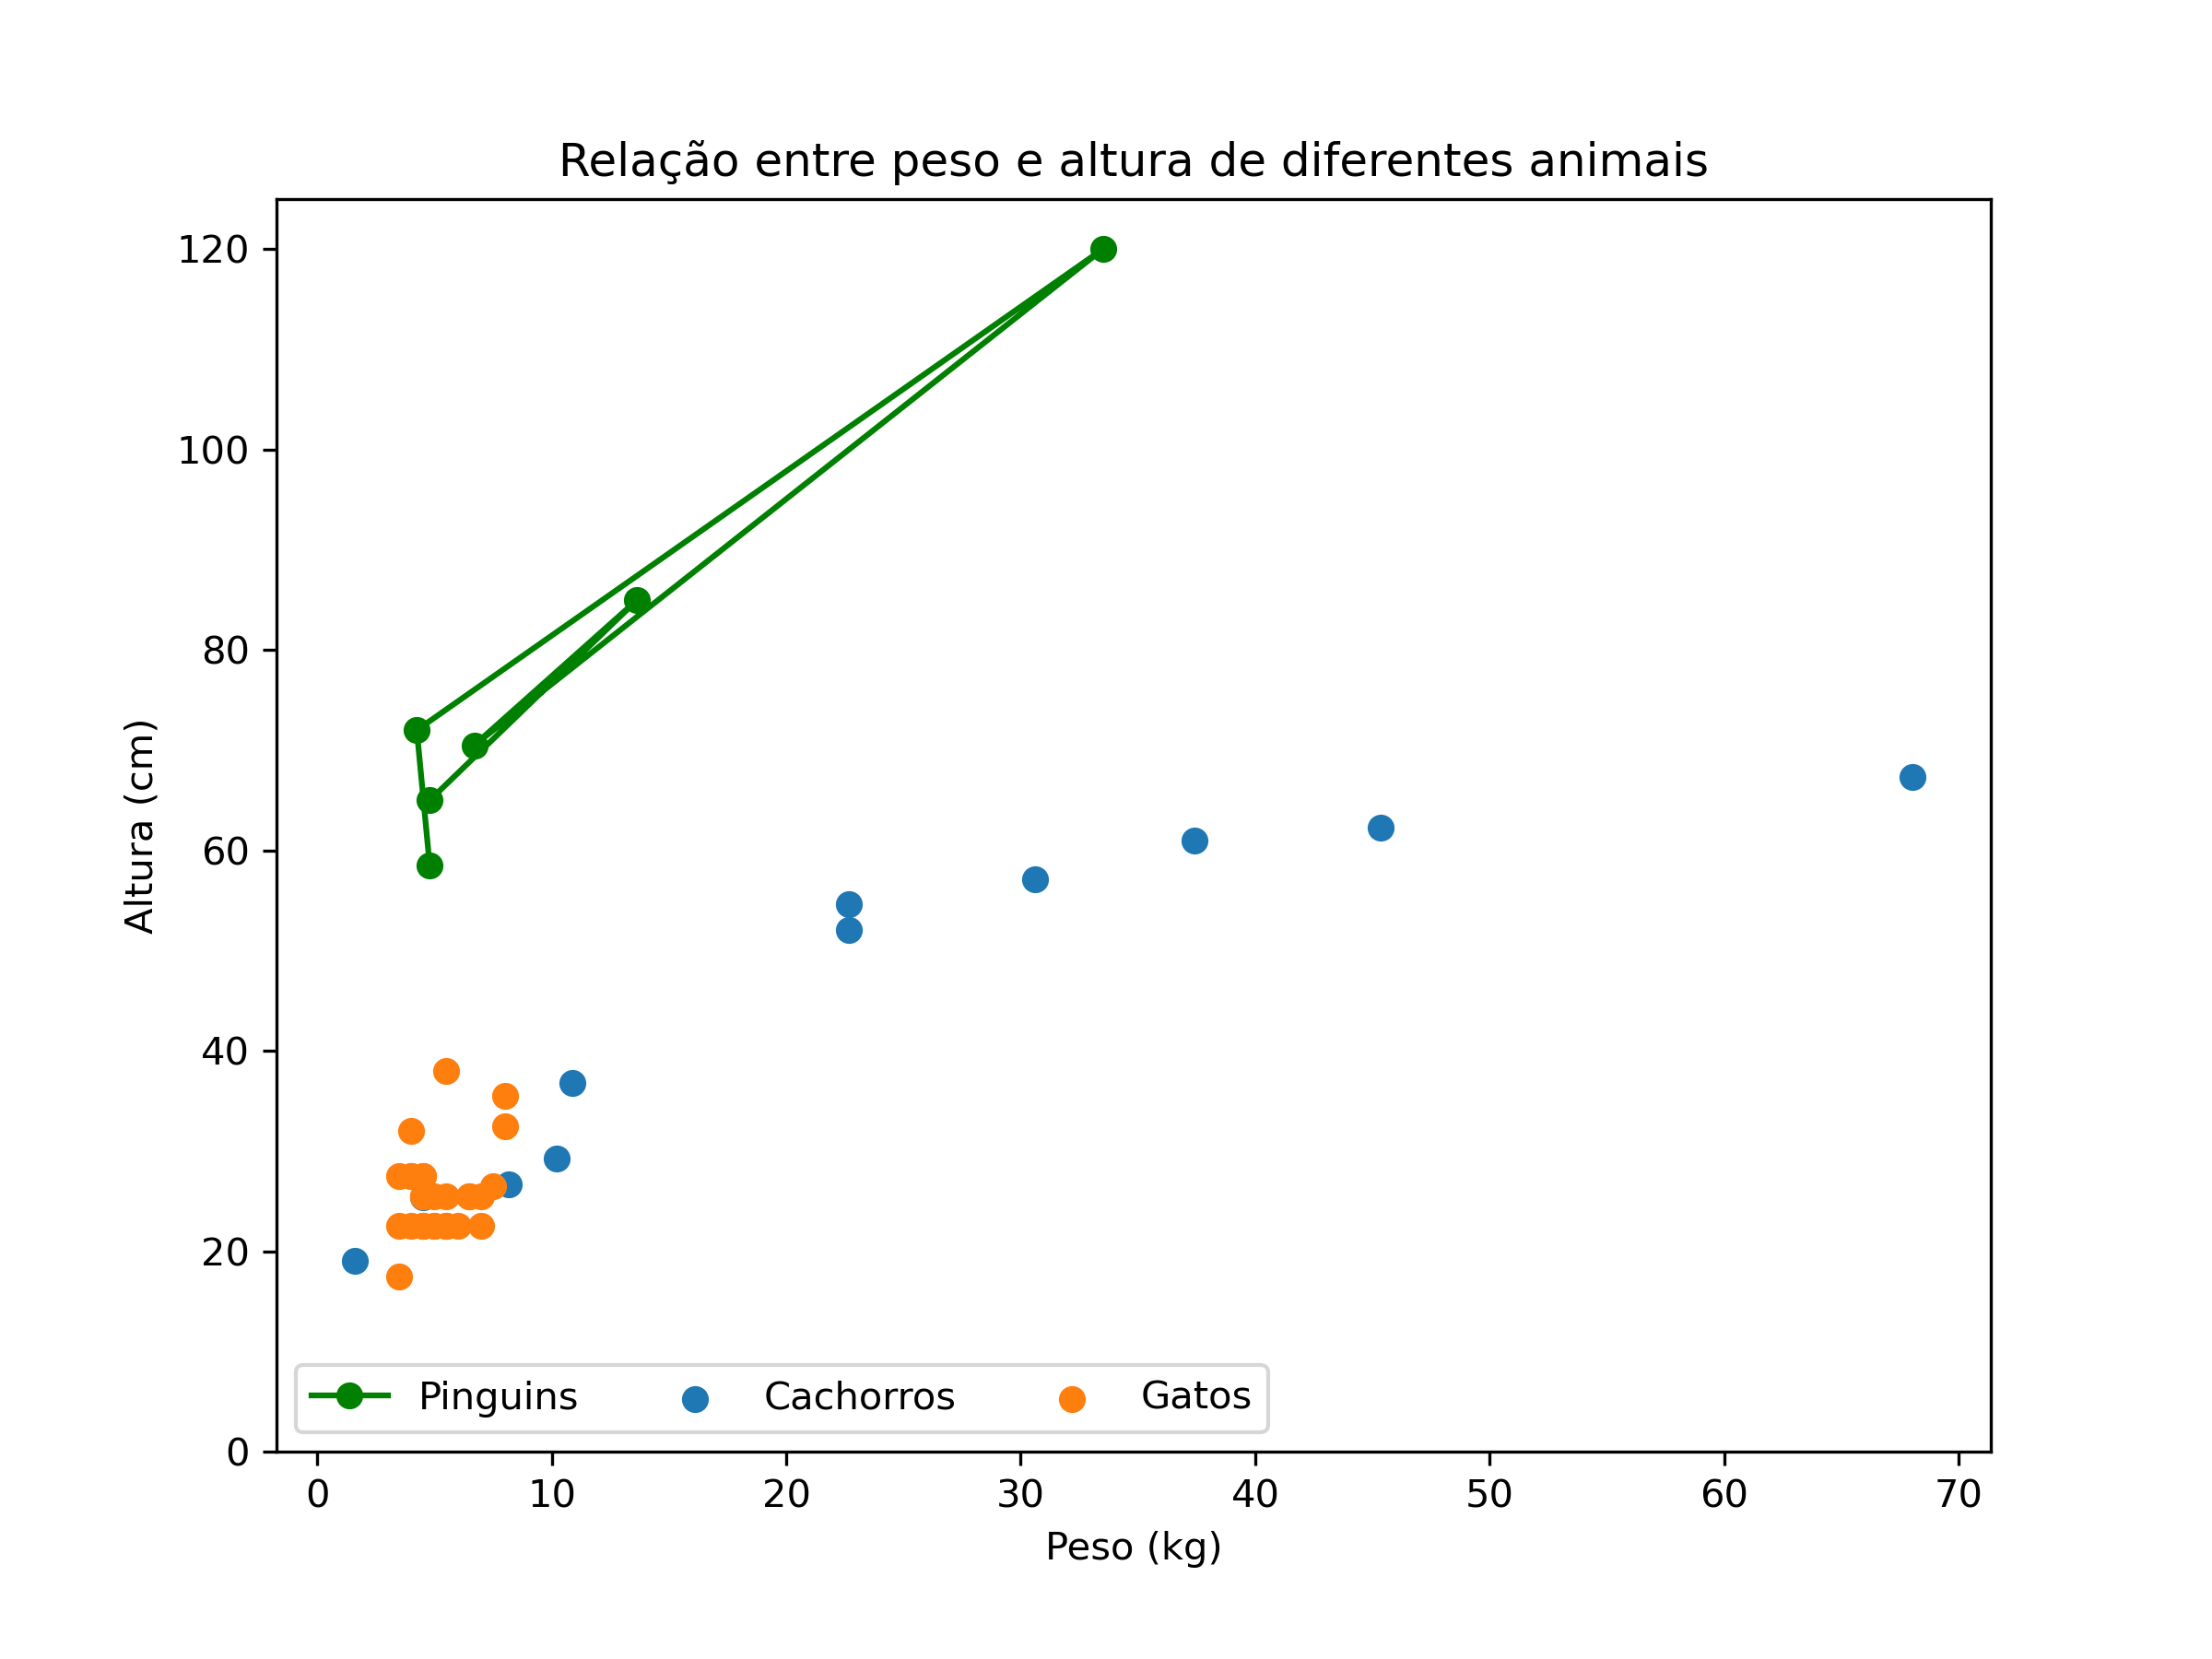 Relação entre peso e altura de diferentes animais
120
100
80
60
40
20
0
Altura (cm)
Pinguins Cachorros Gatos
0 10 20 30 40 50 60 70
Peso (kg)